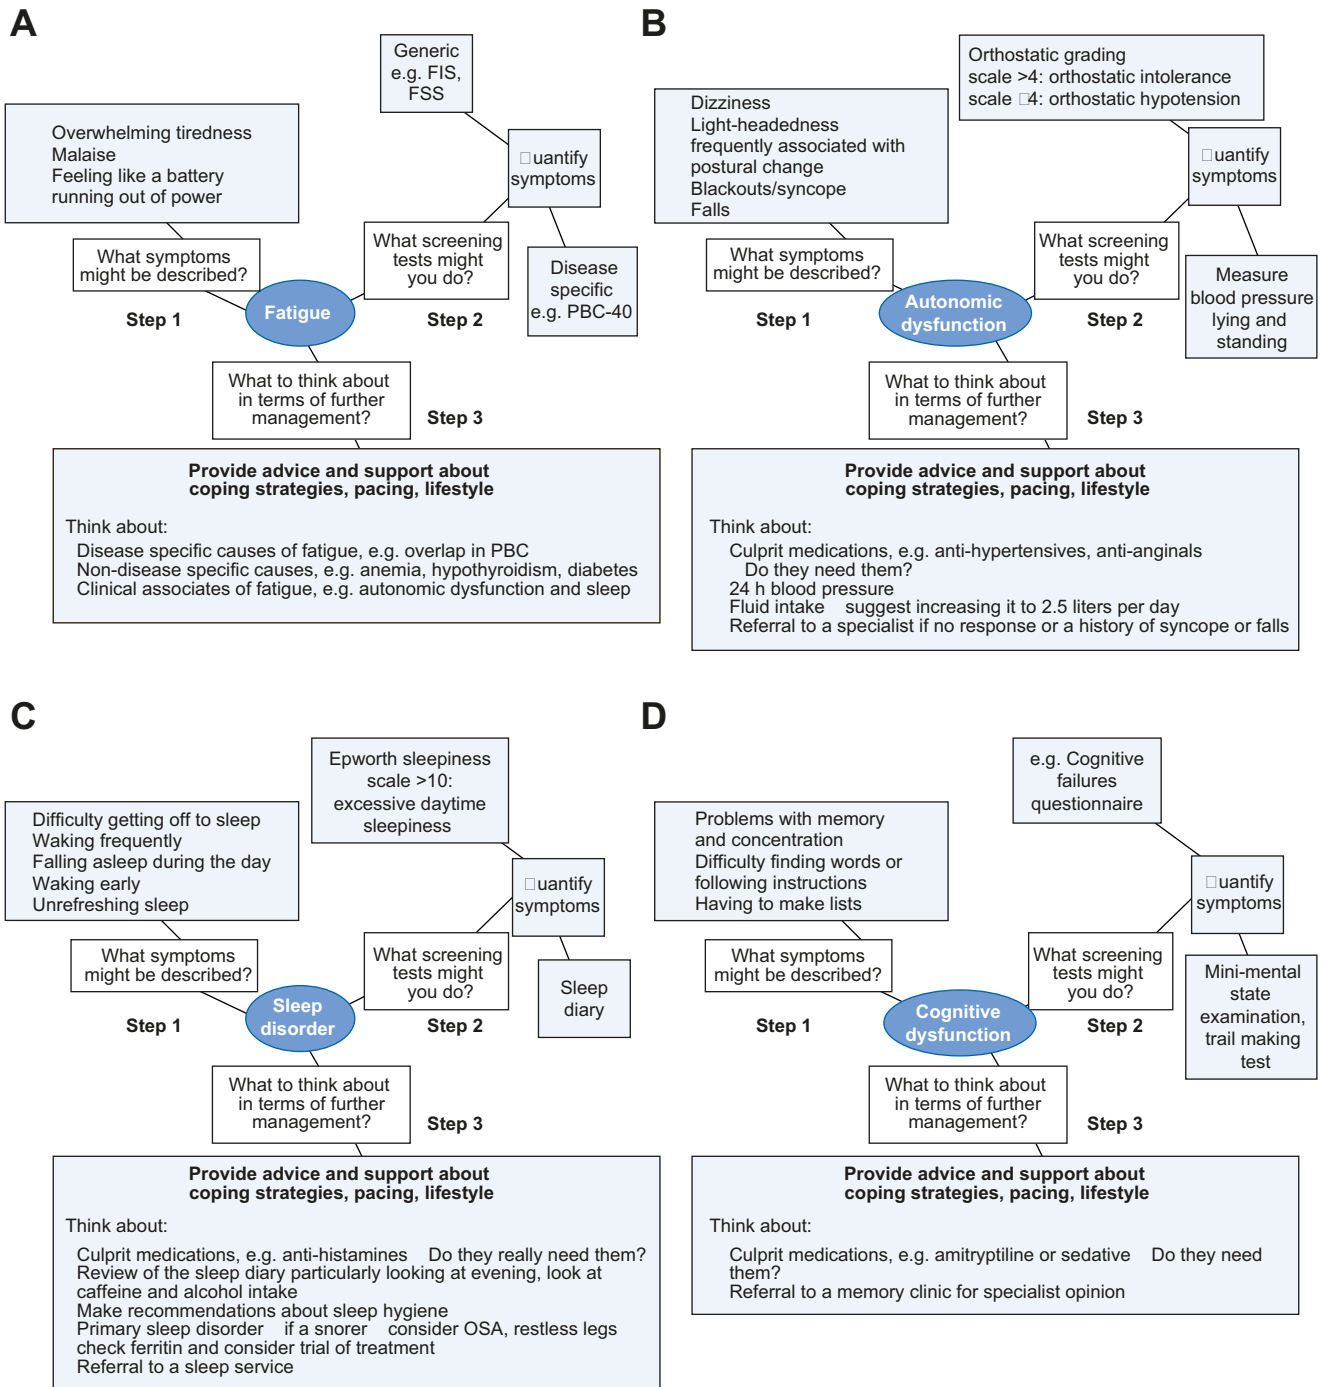 A
Generic
e.g. FIS,
FSS
Overwhelming tiredness
Malaise
Feeling like a battery
running out of power
□uantify
symptoms
What symptoms
might be described?
What screening
tests might
you do?
Disease
specific
e.g. PBC-40
Fatigue
Step 1
Step 2
What to think about
in terms of further
management?
Step 3
Provide advice and support about
coping strategies, pacing, lifestyle
Think about:
Disease specific causes of fatigue, e.g. overlap in PBC
Non-disease specific causes, e.g. anemia, hypothyroidism, diabetes
Clinical associates of fatigue, e.g. autonomic dysfunction and sleep
B
Orthostatic grading
scale >4: orthostatic intolerance
scale □4: orthostatic hypotension
Dizziness
Light-headedness
frequently associated with
postural change
Blackouts/syncope
Falls
□uantify
symptoms
What symptoms
might be described?
What screening
tests might
you do?
Measure
blood pressure
lying and
standing
Autonomic
dysfunction
Step 1
Step 2
What to think about
in terms of further
management?
Step 3
Provide advice and support about
coping strategies, pacing, lifestyle
Think about:
Culprit medications, e.g. anti-hypertensives, anti-anginals
Do they need them?
24 h blood pressure
Fluid intake suggest increasing it to 2.5 liters per day
Referral to a specialist if no response or a history of syncope or falls
C
Epworth sleepiness
scale >10:
excessive daytime
sleepiness
Difficulty getting off to sleep
Waking frequently
Falling asleep during the day
Waking early
Unrefreshing sleep
□uantify
symptoms
What symptoms
might be described?
What screening
tests might
you do?
Sleep
diary
Sleep
disorder
Step 1
Step 2
What to think about
in terms of further
management?
Step 3
Provide advice and support about
coping strategies, pacing, lifestyle
Think about:
Culprit medications, e.g. anti-histamines Do they really need them?
Review of the sleep diary particularly looking at evening, look at
caffeine and alcohol intake
Make recommendations about sleep hygiene
Primary sleep disorder if a snorer consider OSA, restless legs
check ferritin and consider trial of treatment
Referral to a sleep service
D
e.g. Cognitive
failures
questionnaire
Problems with memory
and concentration
Difficulty finding words or
following instructions
Having to make lists
□uantify
symptoms
What symptoms
might be described?
What screening
tests might
you do?
Mini-mental
state
examination,
trail making
test
Cognitive
dysfunction
Step 1
Step 2
What to think about
in terms of further
management?
Step 3
Provide advice and support about
coping strategies, pacing, lifestyle
Think about:
Culprit medications, e.g. amitryptiline or sedative Do they need
them?
Referral to a memory clinic for specialist opinion